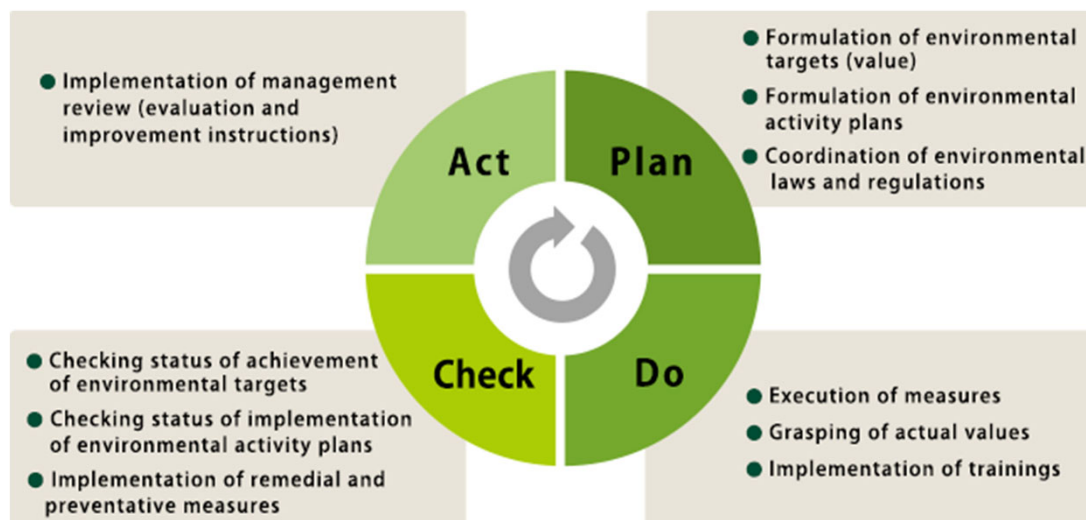 ● Implementation of management
review (evaluation and
improvement instructions)
Act
Plan
● Formulation of environmental
targets (value)
● Formulation of environmental
activity plans
● Coordination of environmental
laws and regulations
● Checking status of achievement
of environmental targets
● Checking status of implementation
of environmental activity plans
● Implementation of remedial and
preventative measures
Check
Do
● Execution of measures
● Grasping of actual values
● Implementation of trainings